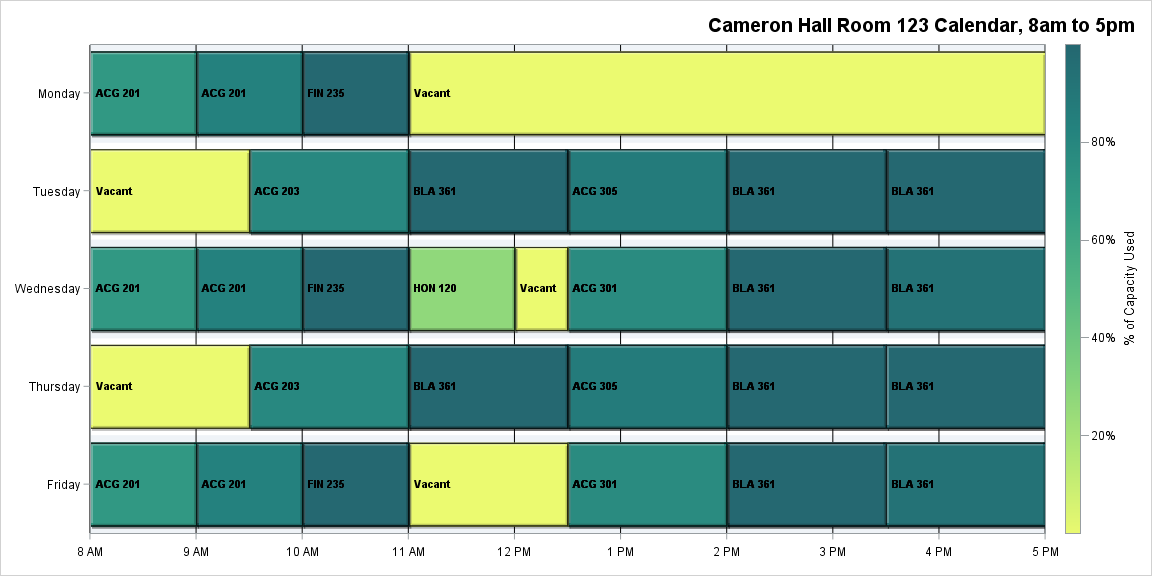 Cameron Hall Room 123 Calendar, 8am to 5pm
Monday
ACG 201
ACG 201
FIN 235
Vacant
Tuesday
Vacant
ACG 203
BLA 361
ACG 305
BLA 361
BLA 361
Wednesday
ACG 201
ACG 201
FIN 235
HON 120
Vacant
ACG 301
BLA 361
BLA 361
Thursday
Vacant
ACG 203
BLA 361
ACG 305
BLA 361
BLA 361
Friday
ACG 201
ACG 201
FIN 235
Vacant
ACG 301
BLA 361
BLA 361
8 AM
9 AM
10 AM
11 AM
12 PM
1 PM
2 PM
3 PM
4 PM
5 PM
80%
60%
40%
20%
% of Capacity Used